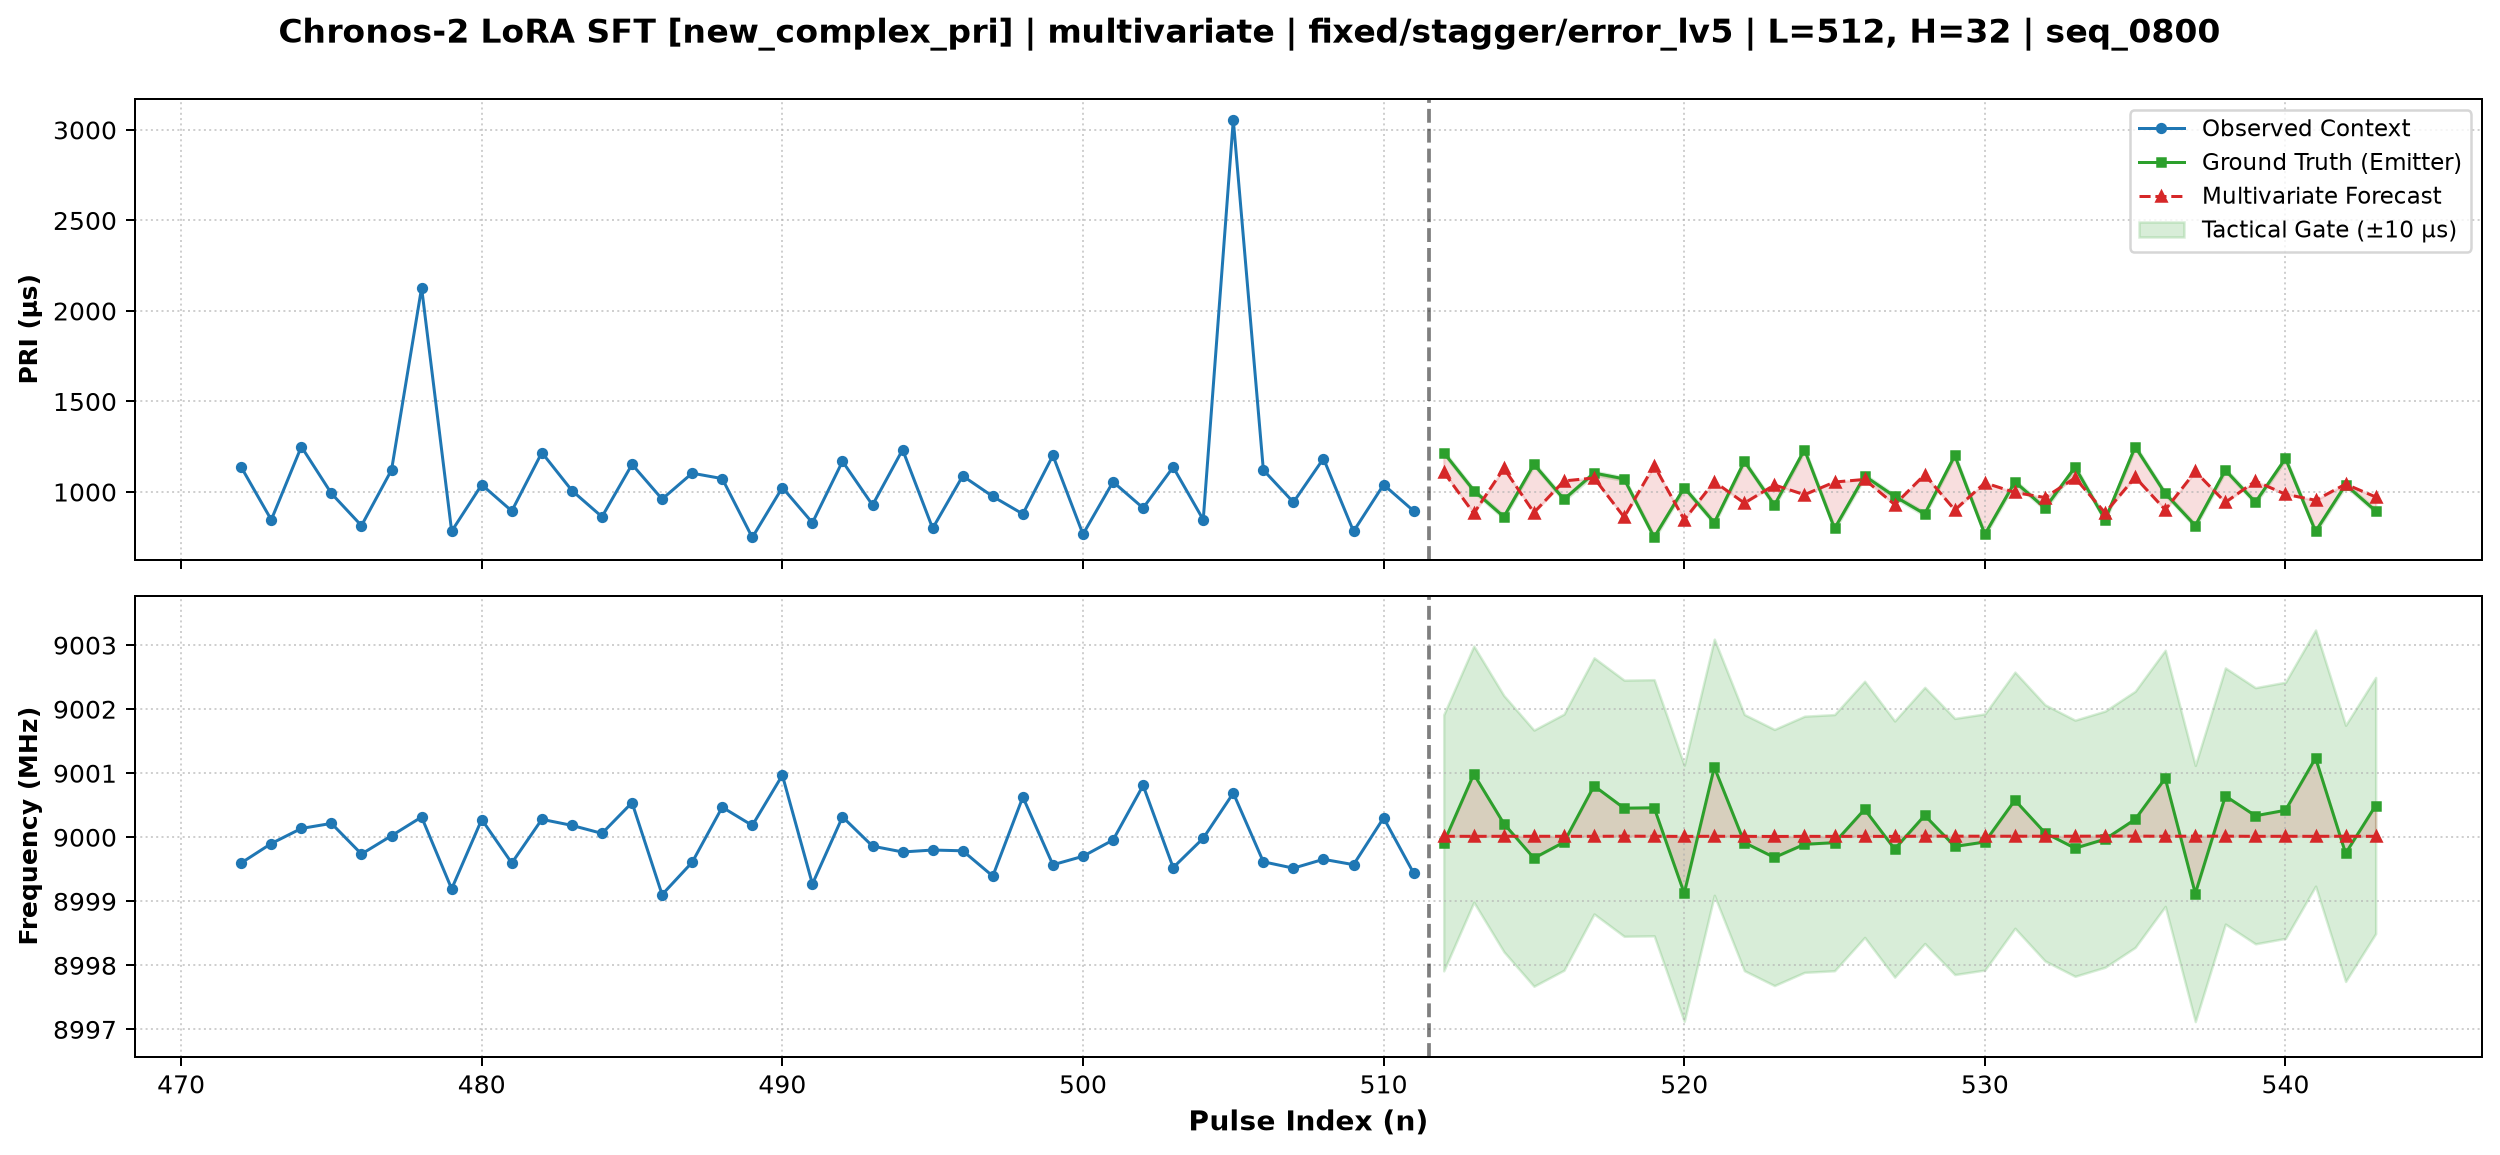 Chronos-2 LoRA SFT [new_complex_pri] | multivariate | fixed/stagger/error_lv5 | L=512, H=32 | seq_0800
3000
2500
2000
1500
1000
PRI (µs)
Observed Context
Ground Truth (Emitter)
Multivariate Forecast
Tactical Gate (±10 µs)
9003
9002
9001
9000
8999
8998
8997
Frequency (MHz)
470 480 490 500 510 520 530 540
Pulse Index (n)